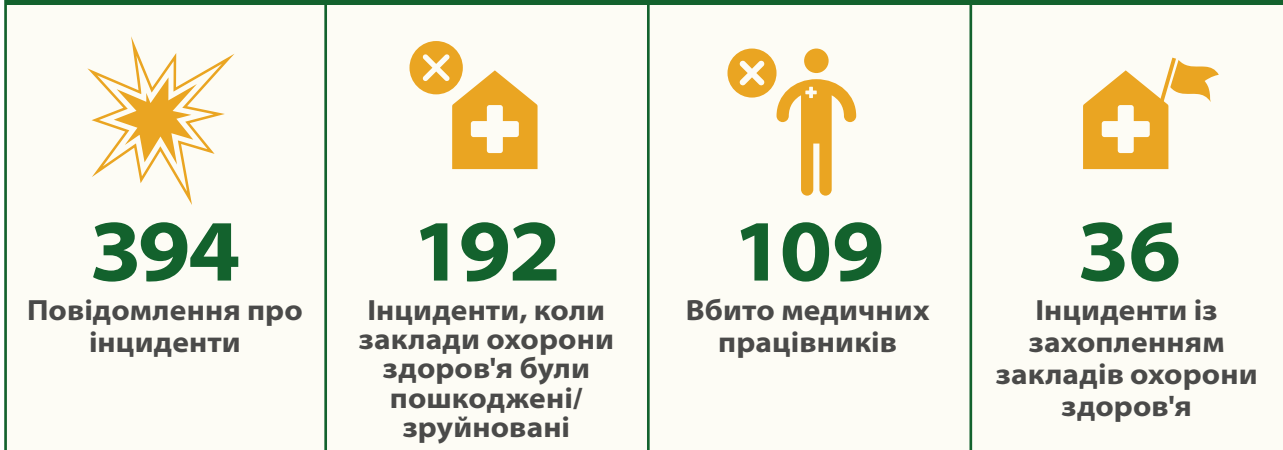 394
Повідомлення про
інциденти
192
Інциденти, коли
заклади охорони
здоров'я були
пошкоджені/
зруйновані
109
Вбито медичних
працівників
36
Інциденти із
захопленням
закладів охорони
здоров'я